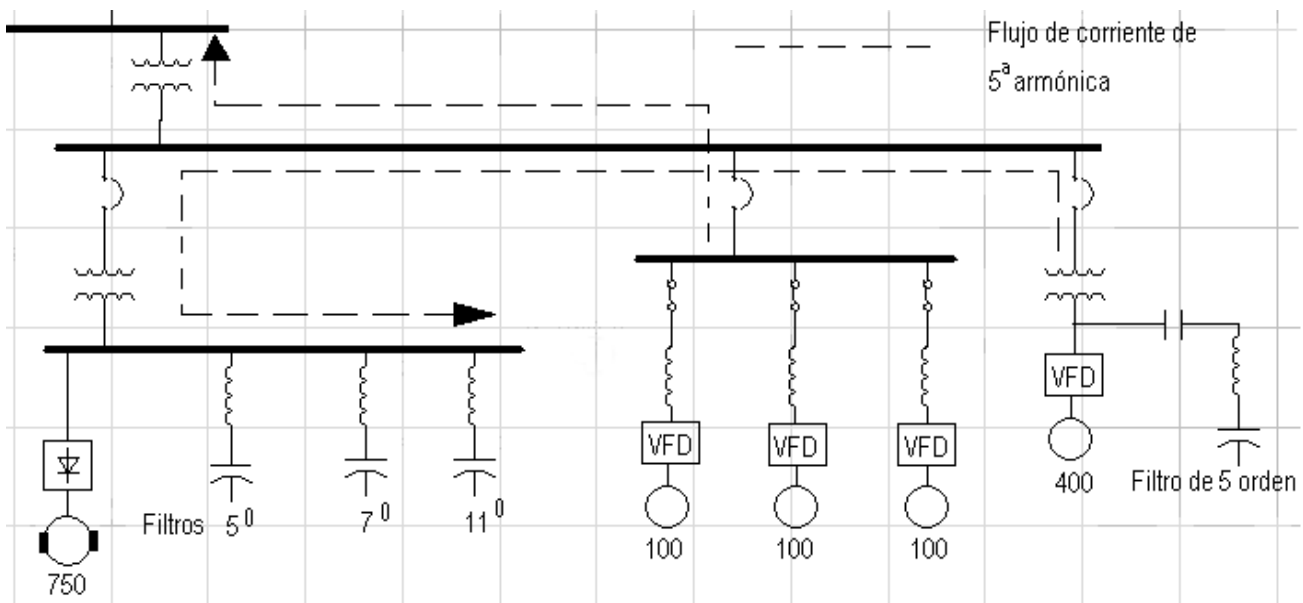 Flujo de corriente de
5ª armónica
VFD
VFD
VFD
VFD
400
Filtro de 5 orden
Filtros 5⁰ 7⁰ 11⁰
100
100
100
750